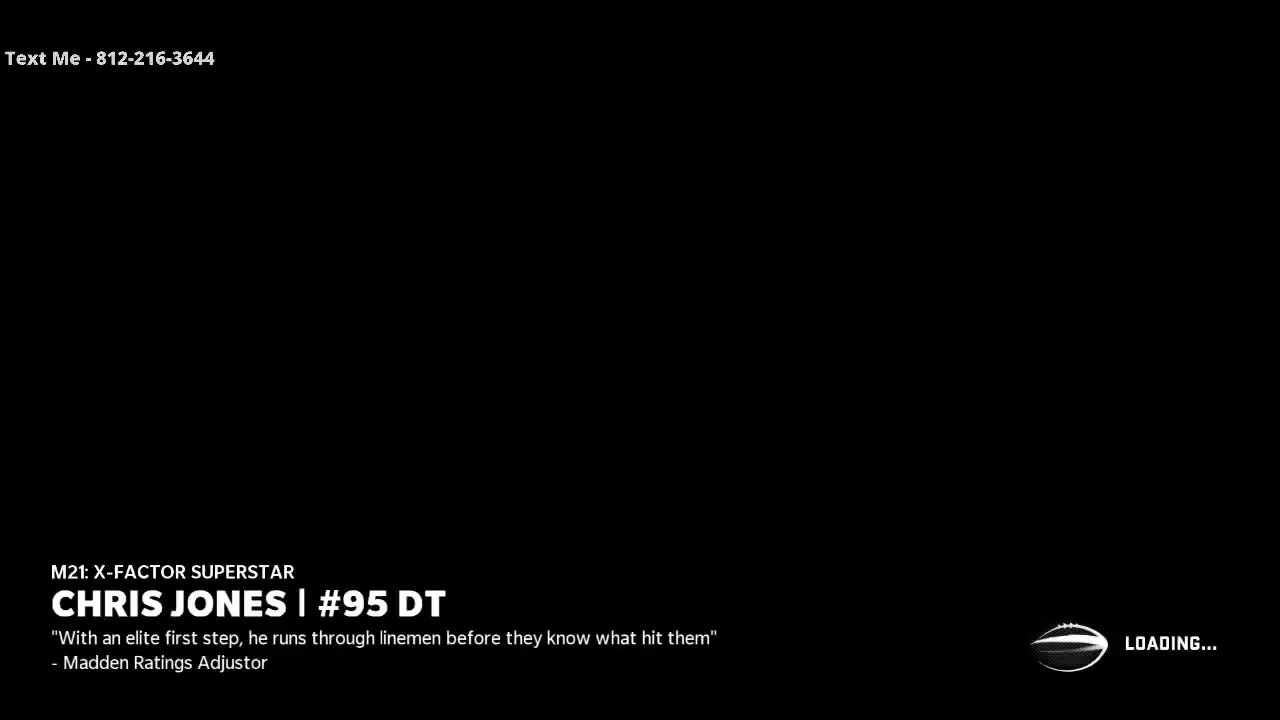 Text Me - 812-216-3644
M21: X-FACTOR SUPERSTAR
CHRIS JONES | #95 DT
"With an elite first step, he runs through linemen before they know what hit them"
- Madden Ratings Adjustor
LOADING...